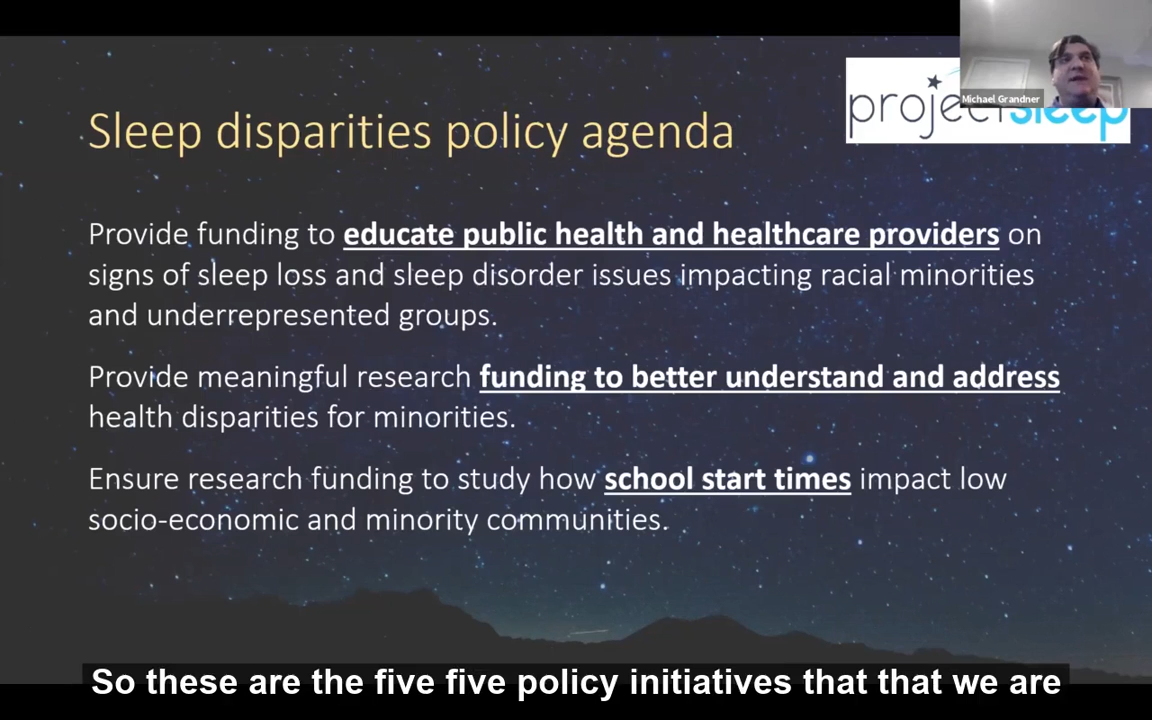 Michael Grandner
project sleep
Sleep disparities policy agenda
Provide funding to educate public health and healthcare providers on
signs of sleep loss and sleep disorder issues impacting racial minorities
and underrepresented groups.
Provide meaningful research funding to better understand and address
health disparities for minorities.
Ensure research funding to study how school start times impact low
socio-economic and minority communities.
So these are the five five policy initiatives that that we are